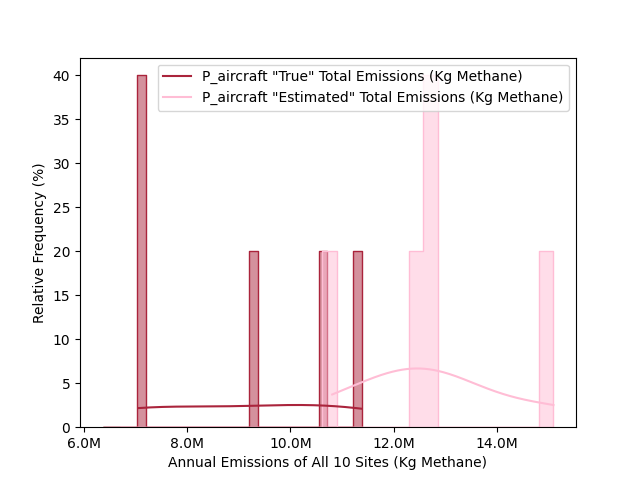 P_aircraft "True" Total Emissions (Kg Methane)
P_aircraft "Estimated" Total Emissions (Kg Methane)
Relative Frequency (%)
40
35
30
25
20
15
10
5
0
6.0M 8.0M 10.0M 12.0M 14.0M
Annual Emissions of All 10 Sites (Kg Methane)